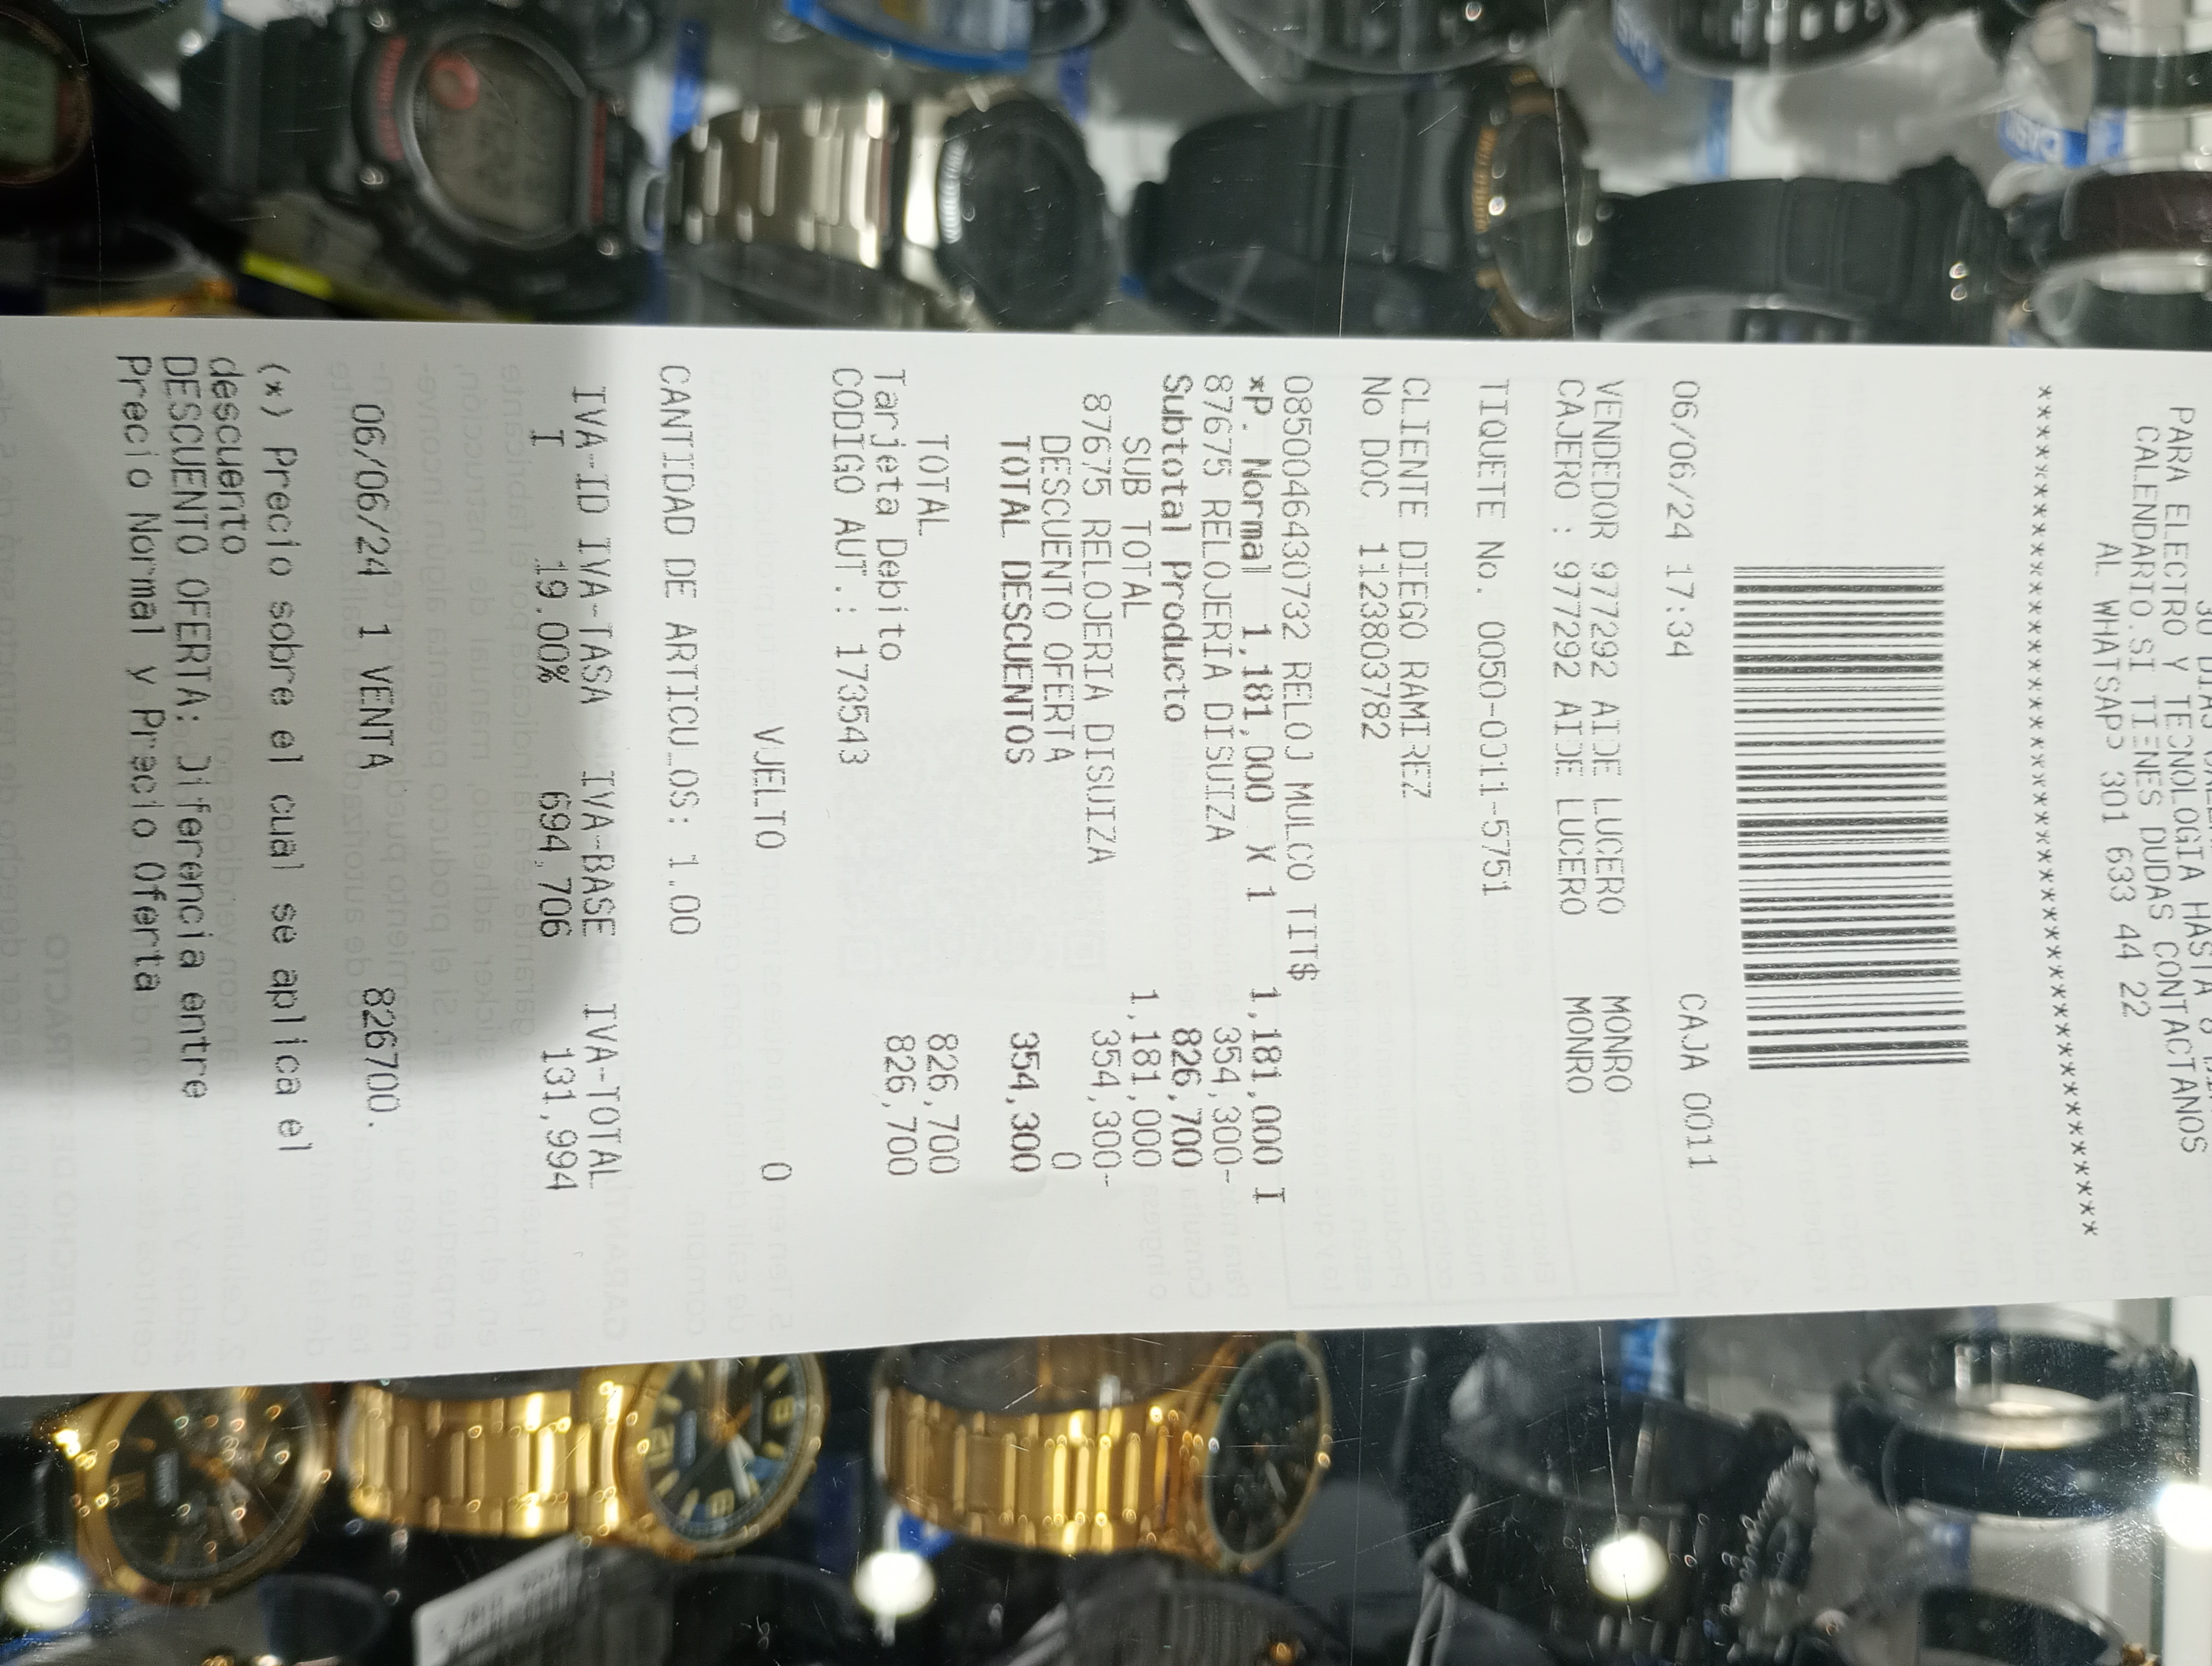 PARA ELECTRO Y TECNOLOGIA HASTA
CALENDARIO.SI TIENES DUDAS CONTACTANOS
AL WHATSAPP 301 633 44 22
******************************************
06/06/24 17:34 CAJA 0011
VENDEDOR 977292 AIDE LUCERO MONRO
CAJERO : 977292 AIDE LUCERO MONRO
TIQUETE No. 0050-0011-5751
CLIENTE DIEGO RAMIREZ
No DOC 1123803782
0850046430732 RELOJ MULCO TIT$
*P. Normal 1,181,000 X 1 1,181,000 I
87675 RELOJERIA DISUIZA 354,300-
Subtotal Producto 826,700
SUB TOTAL 1,181,000
87675 RELOJERIA DISUIZA 354,300-
DESCUENTO OFERTA 0
TOTAL DESCUENTOS 354,300
TOTAL 826,700
Tarjeta Debito 826,700
CODIGO AUT.: 173543
VUELTO 0
CANTIDAD DE ARTICULOS: 1.00
IVA-ID IVA-TASA IVA-BASE IVA-TOTAL
I 19.00% 694,706 131,994
06/06/24 1 VENTA 826700.
(*) Precio sobre el cual se aplica el
descuento
DESCUENTO OFERTA: Diferencia entre
Precio Normal y Precio Oferta